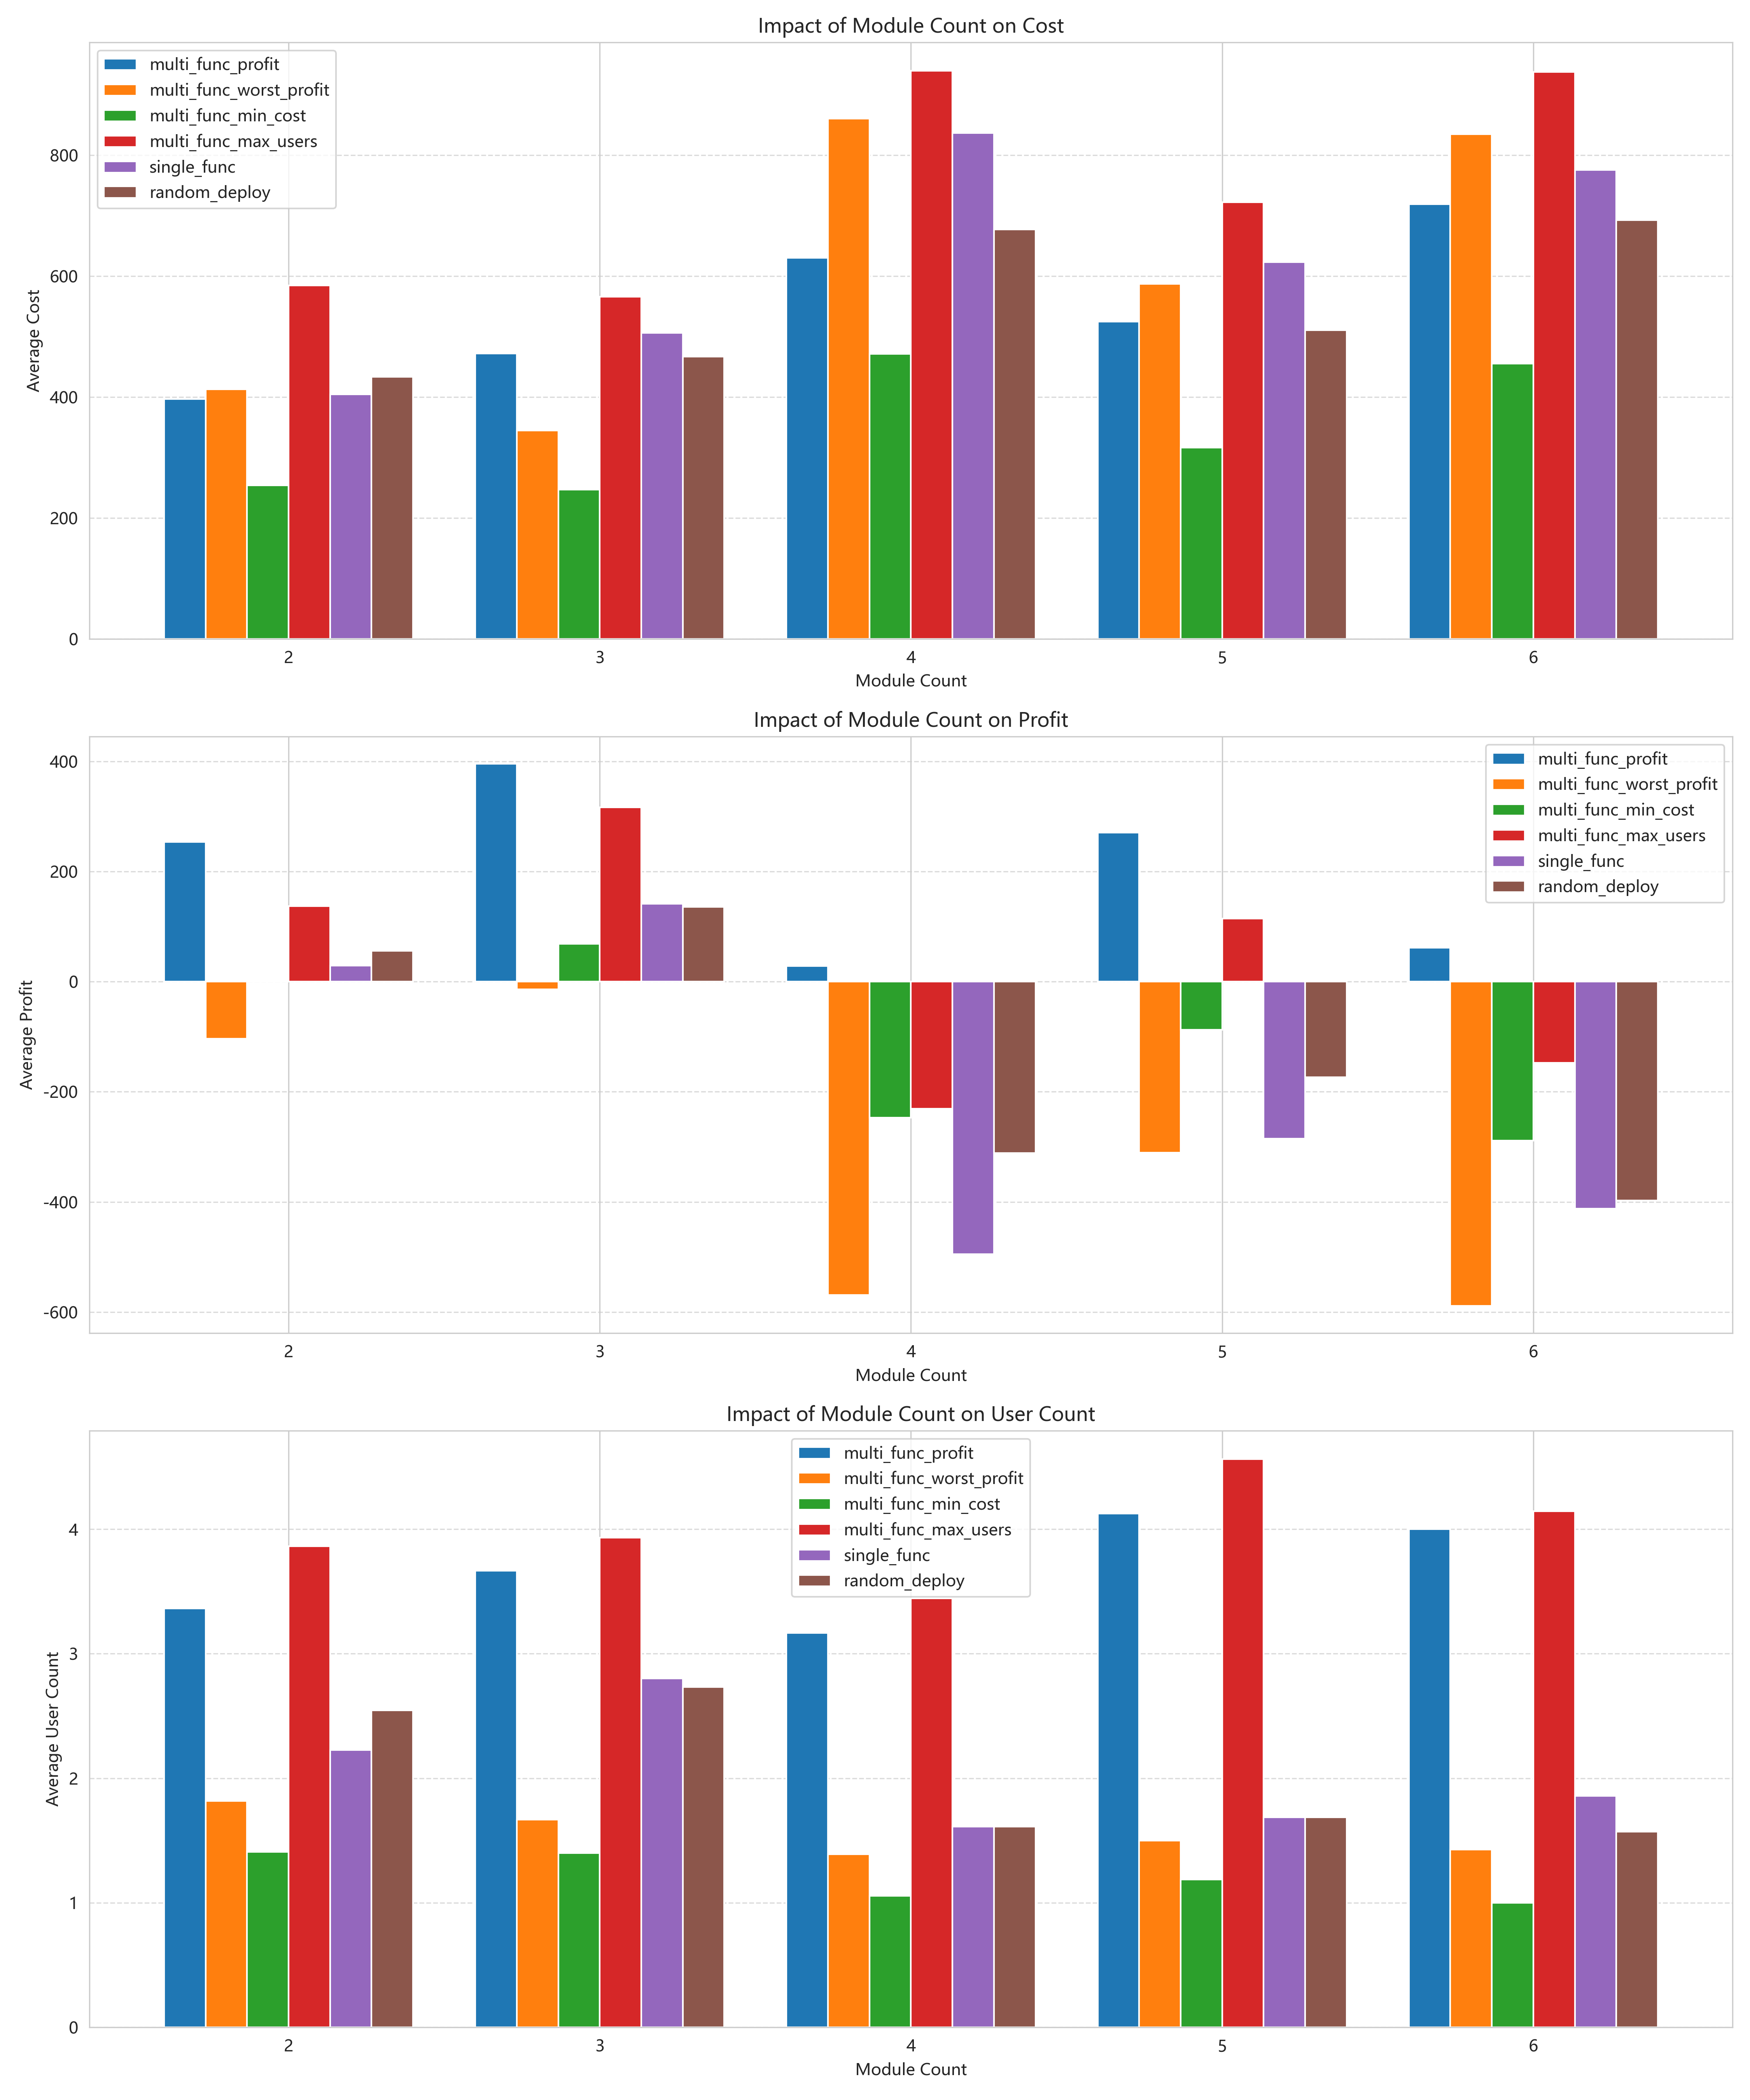 Impact of Module Count on Cost
multi_func_profit
multi_func_worst_profit
multi_func_min_cost
multi_func_max_users
single_func
random_deploy
Average Cost
800
600
400
200
0
2 3 4 5 6
Module Count
Impact of Module Count on Profit
multi_func_profit
multi_func_worst_profit
multi_func_min_cost
multi_func_max_users
single_func
random_deploy
Average Profit
400
200
0
-200
-400
-600
2 3 4 5 6
Module Count
Impact of Module Count on User Count
multi_func_profit
multi_func_worst_profit
multi_func_min_cost
multi_func_max_users
single_func
random_deploy
Average User Count
4
3
2
1
0
2 3 4 5 6
Module Count